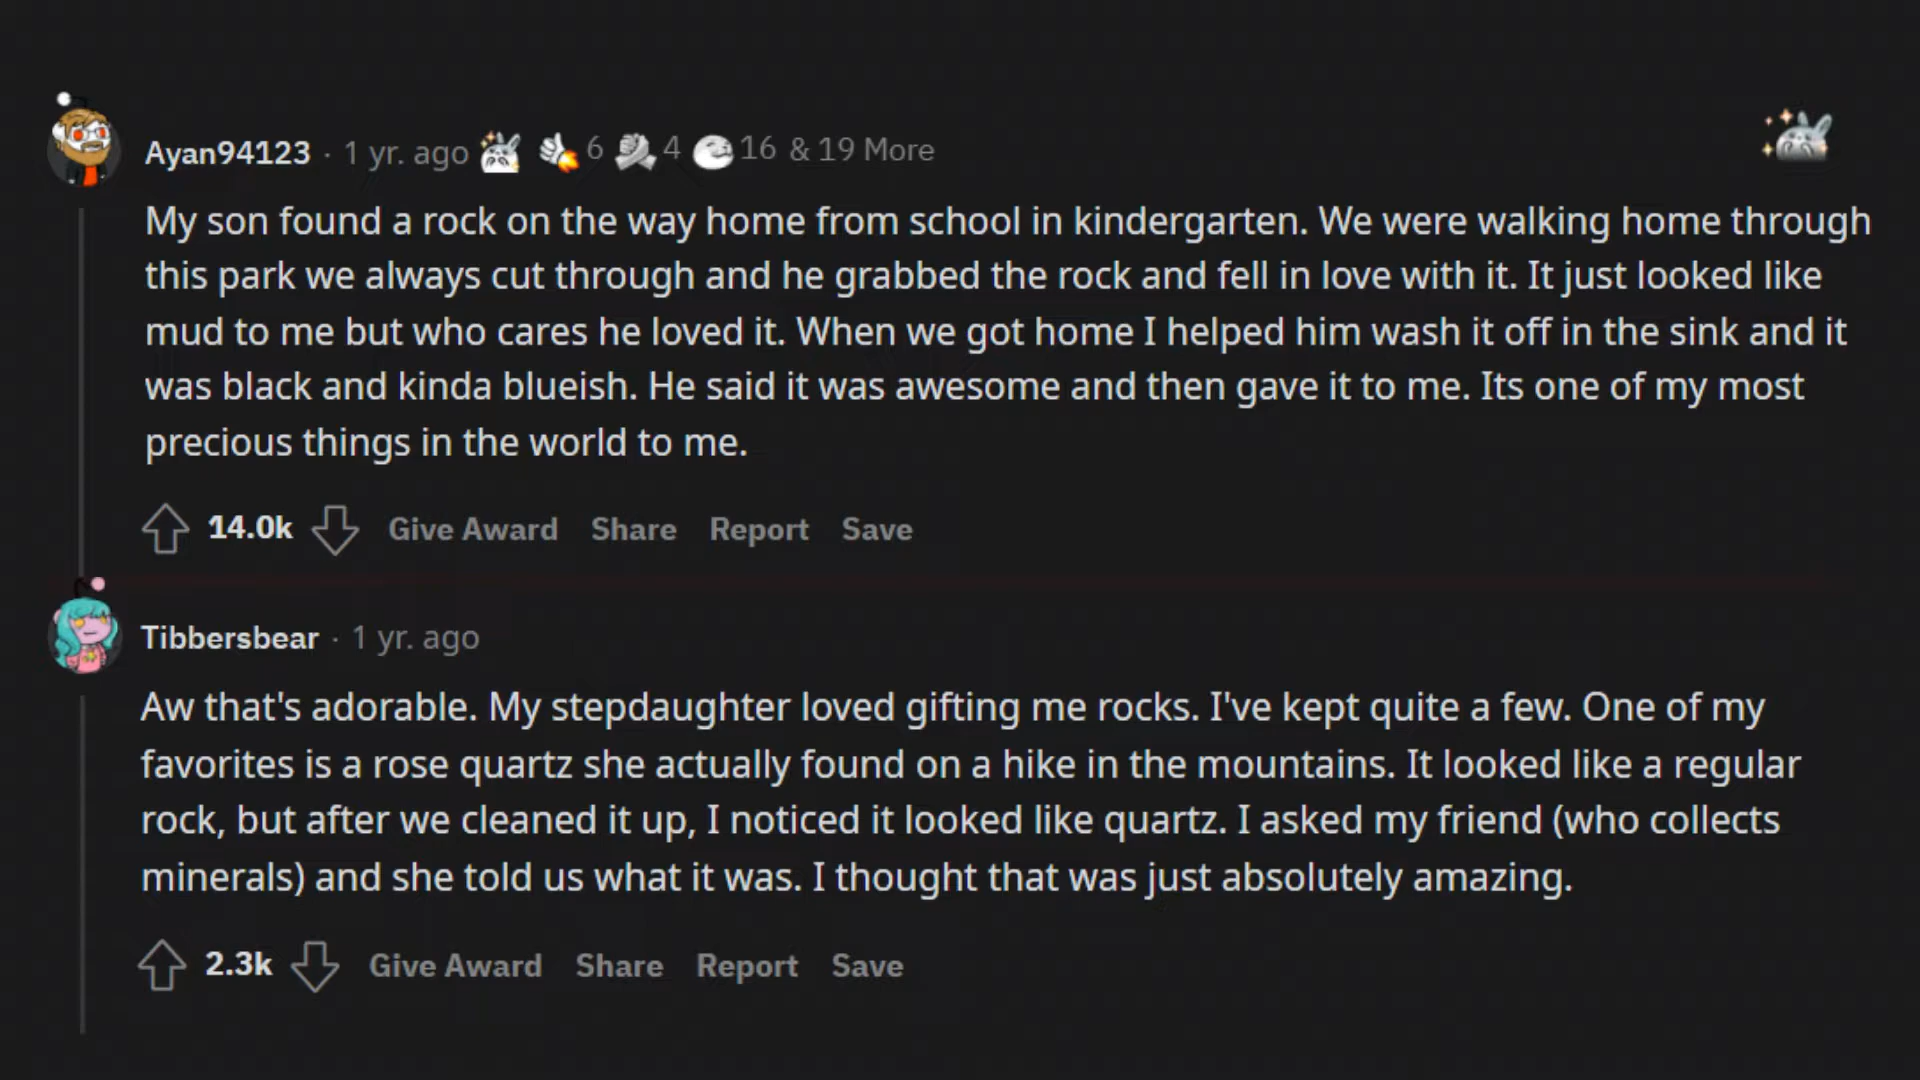 Ayan94123 · 1 yr. ago 6 4 16 & 19 More
My son found a rock on the way home from school in kindergarten. We were walking home through
this park we always cut through and he grabbed the rock and fell in love with it. It just looked like
mud to me but who cares he loved it. When we got home I helped him wash it off in the sink and it
was black and kinda blueish. He said it was awesome and then gave it to me. Its one of my most
precious things in the world to me.
14.0k Give Award Share Report Save
Tibbersbear · 1 yr. ago
Aw that's adorable. My stepdaughter loved gifting me rocks. I've kept quite a few. One of my
favorites is a rose quartz she actually found on a hike in the mountains. It looked like a regular
rock, but after we cleaned it up, I noticed it looked like quartz. I asked my friend (who collects
minerals) and she told us what it was. I thought that was just absolutely amazing.
2.3k Give Award Share Report Save